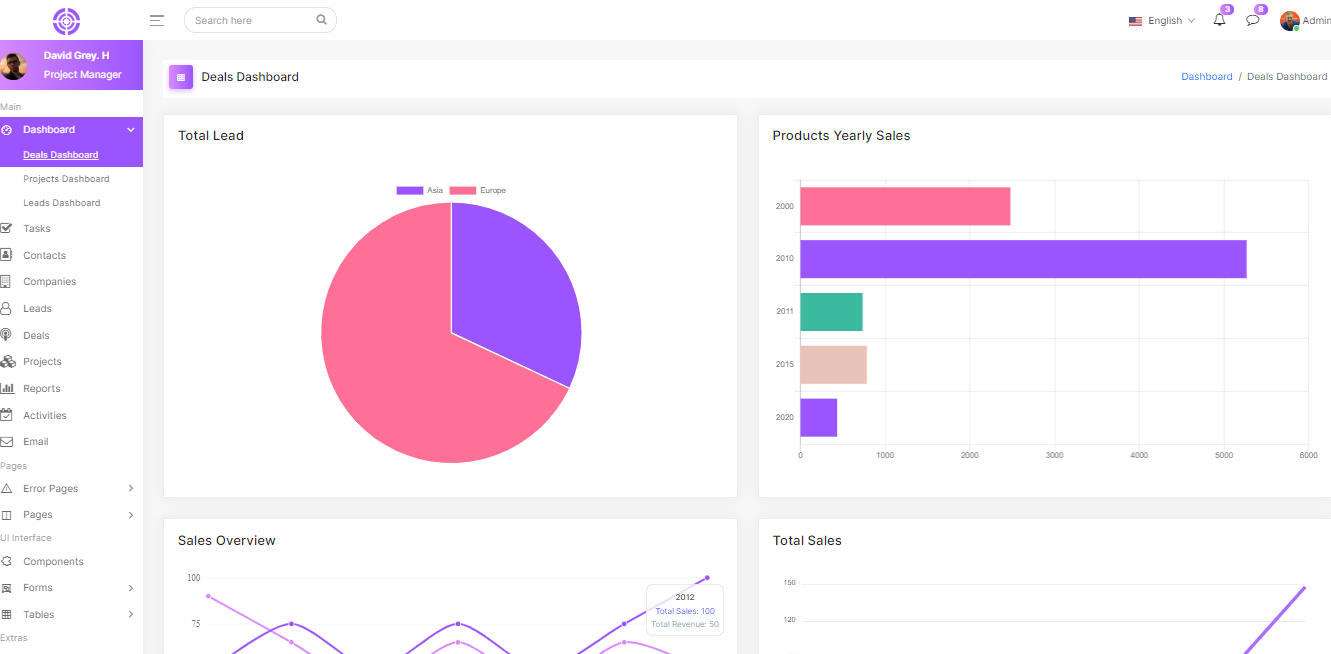 Search here
English
3
8
Admin
David Grey. H
Project Manager
Main
Dashboard
Deals Dashboard
Projects Dashboard
Leads Dashboard
Tasks
Contacts
Companies
Leads
Deals
Projects
Reports
Activities
Email
Pages
Error Pages
Pages
UI Interface
Components
Forms
Tables
Extras
Deals Dashboard
Dashboard / Deals Dashboard
Total Lead
Asia Europe
Products Yearly Sales
2000
2010
2011
2015
2020
0 1000 2000 3000 4000 5000 6000
Sales Overview
100
75
2012
Total Sales: 100
Total Revenue: 50
Total Sales
150
120